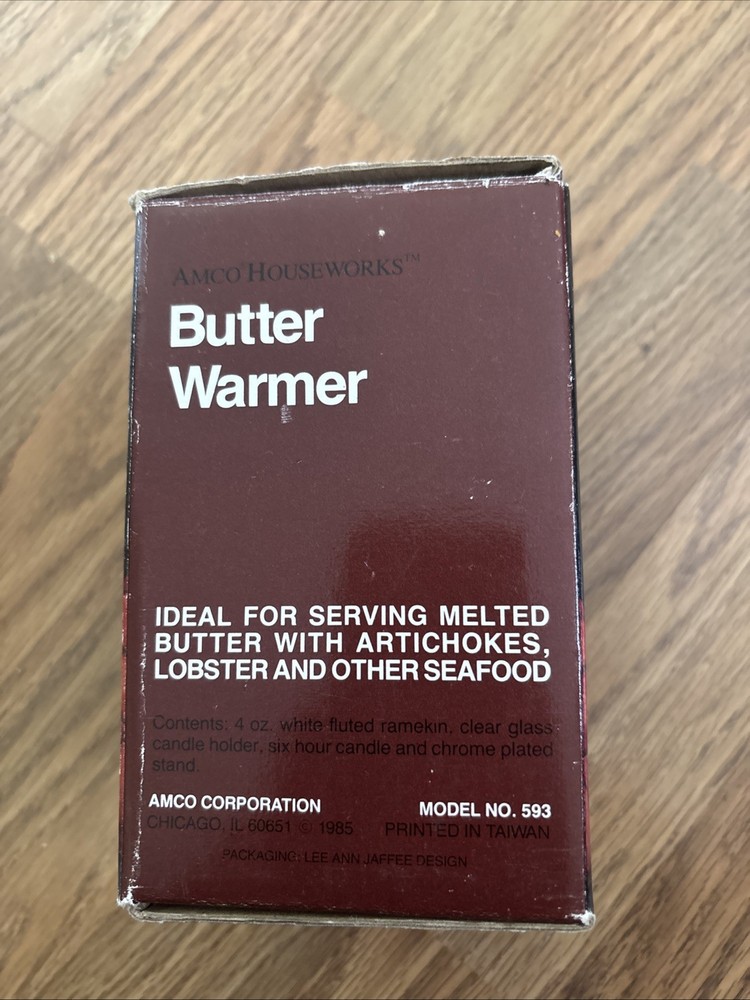 AMCO HOUSEWORKS™
Butter
Warmer
IDEAL FOR SERVING MELTED
BUTTER WITH ARTICHOKES,
LOBSTER AND OTHER SEAFOOD
Contents: 4 oz. white fluted ramekin, clear glass
candle holder, six hour candle and chrome plated
stand.
AMCO CORPORATION MODEL NO. 593
CHICAGO, IL 60651 © 1985 PRINTED IN TAIWAN
PACKAGING: LEE ANN JAFFEE DESIGN